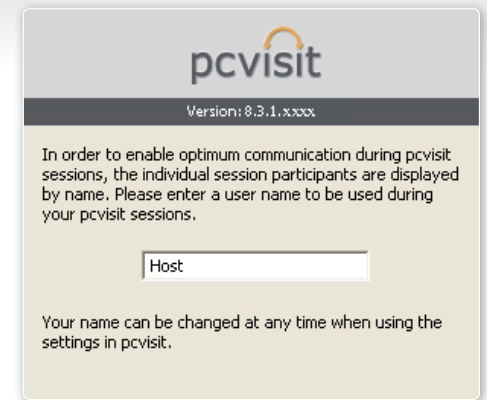 pcvisit
Version: 8.3.1.xxxx
In order to enable optimum communication during pcvisit
sessions, the individual session participants are displayed
by name. Please enter a user name to be used during
your pcvisit sessions.
Host
Your name can be changed at any time when using the
settings in pcvisit.